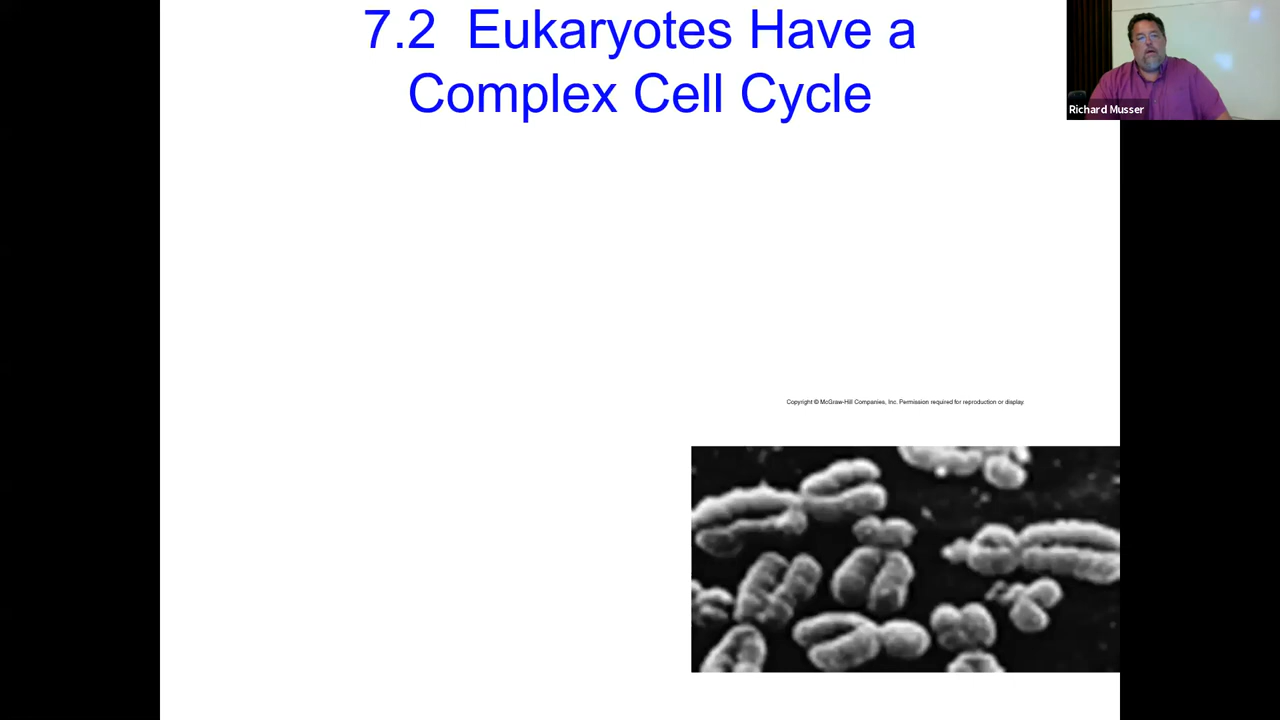 7.2 Eukaryotes Have a
Complex Cell Cycle
Richard Musser
Copyright © McGraw-Hill Companies, Inc. Permission required for reproduction or display.